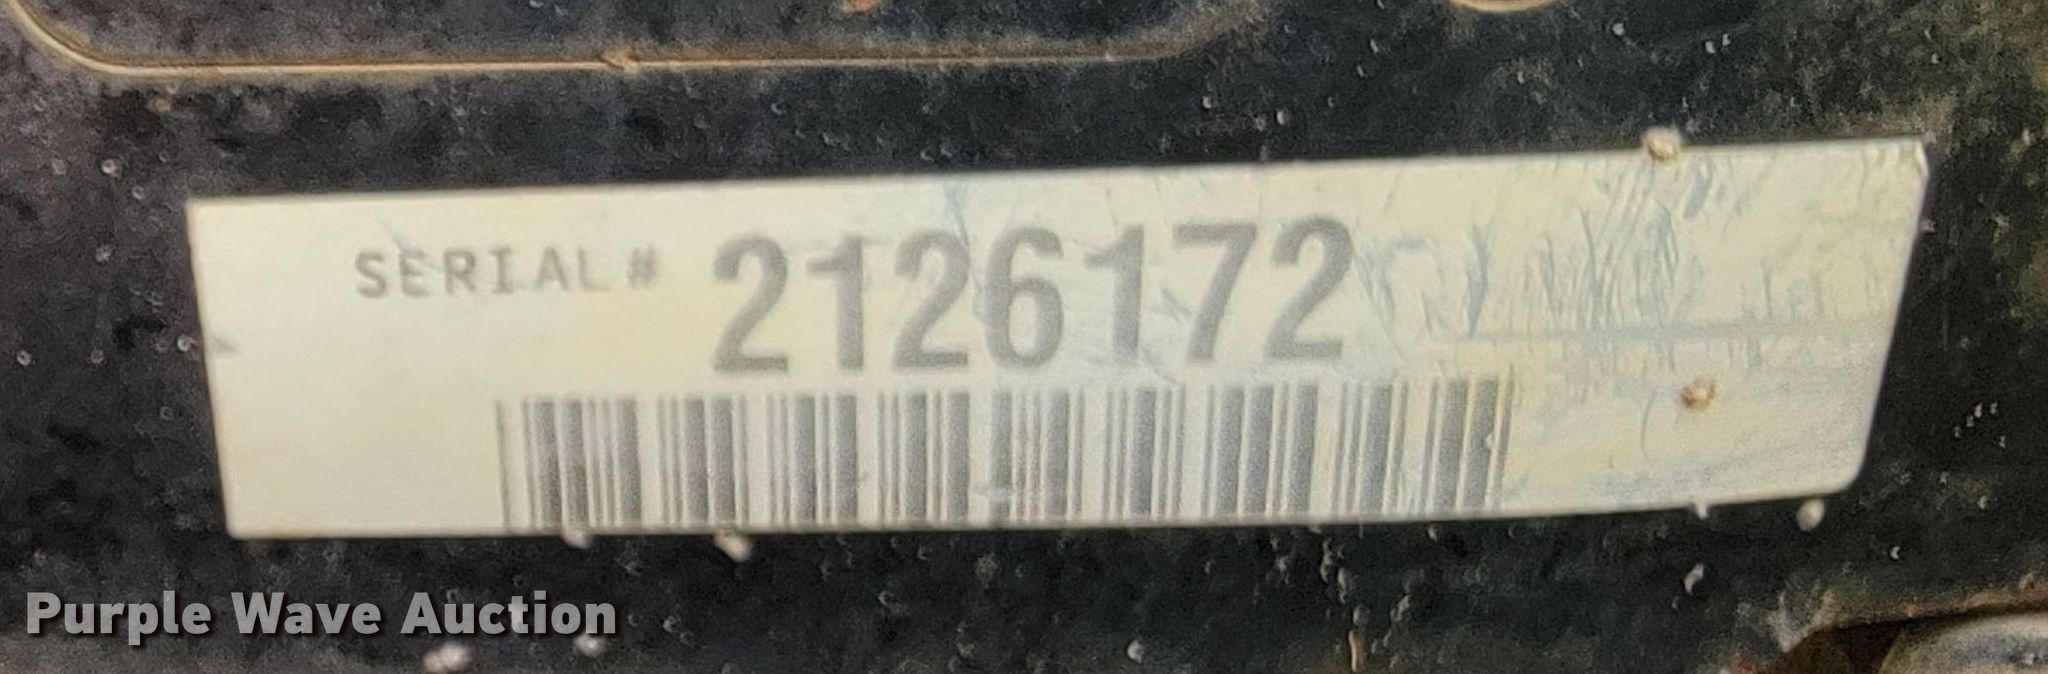 SERIAL# 2126172
Purple Wave Auction